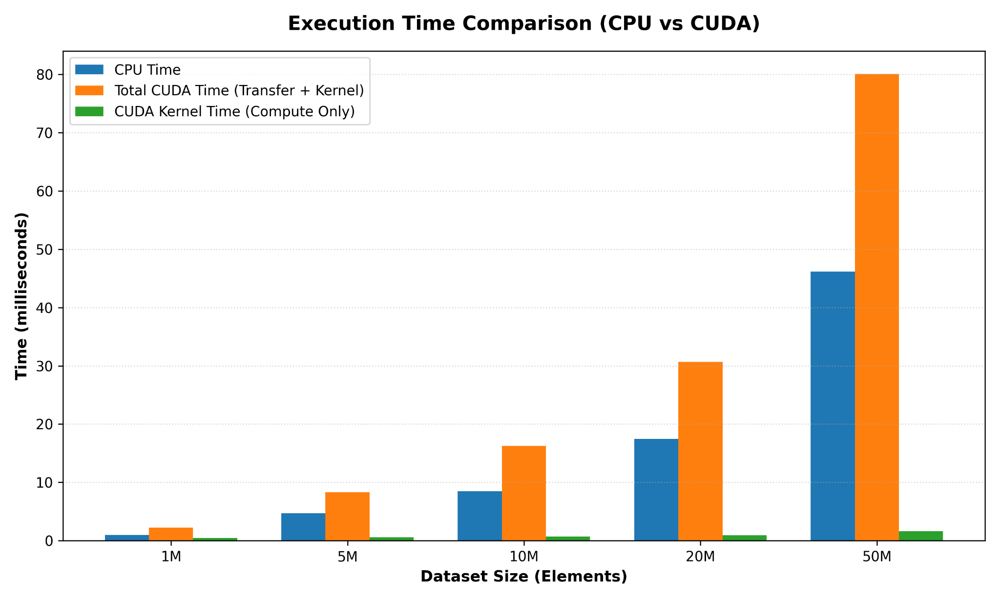 Execution Time Comparison (CPU vs CUDA)
CPU Time
Total CUDA Time (Transfer + Kernel)
CUDA Kernel Time (Compute Only)
Time (milliseconds)
80
70
60
50
40
30
20
10
0
1M 5M 10M 20M 50M
Dataset Size (Elements)